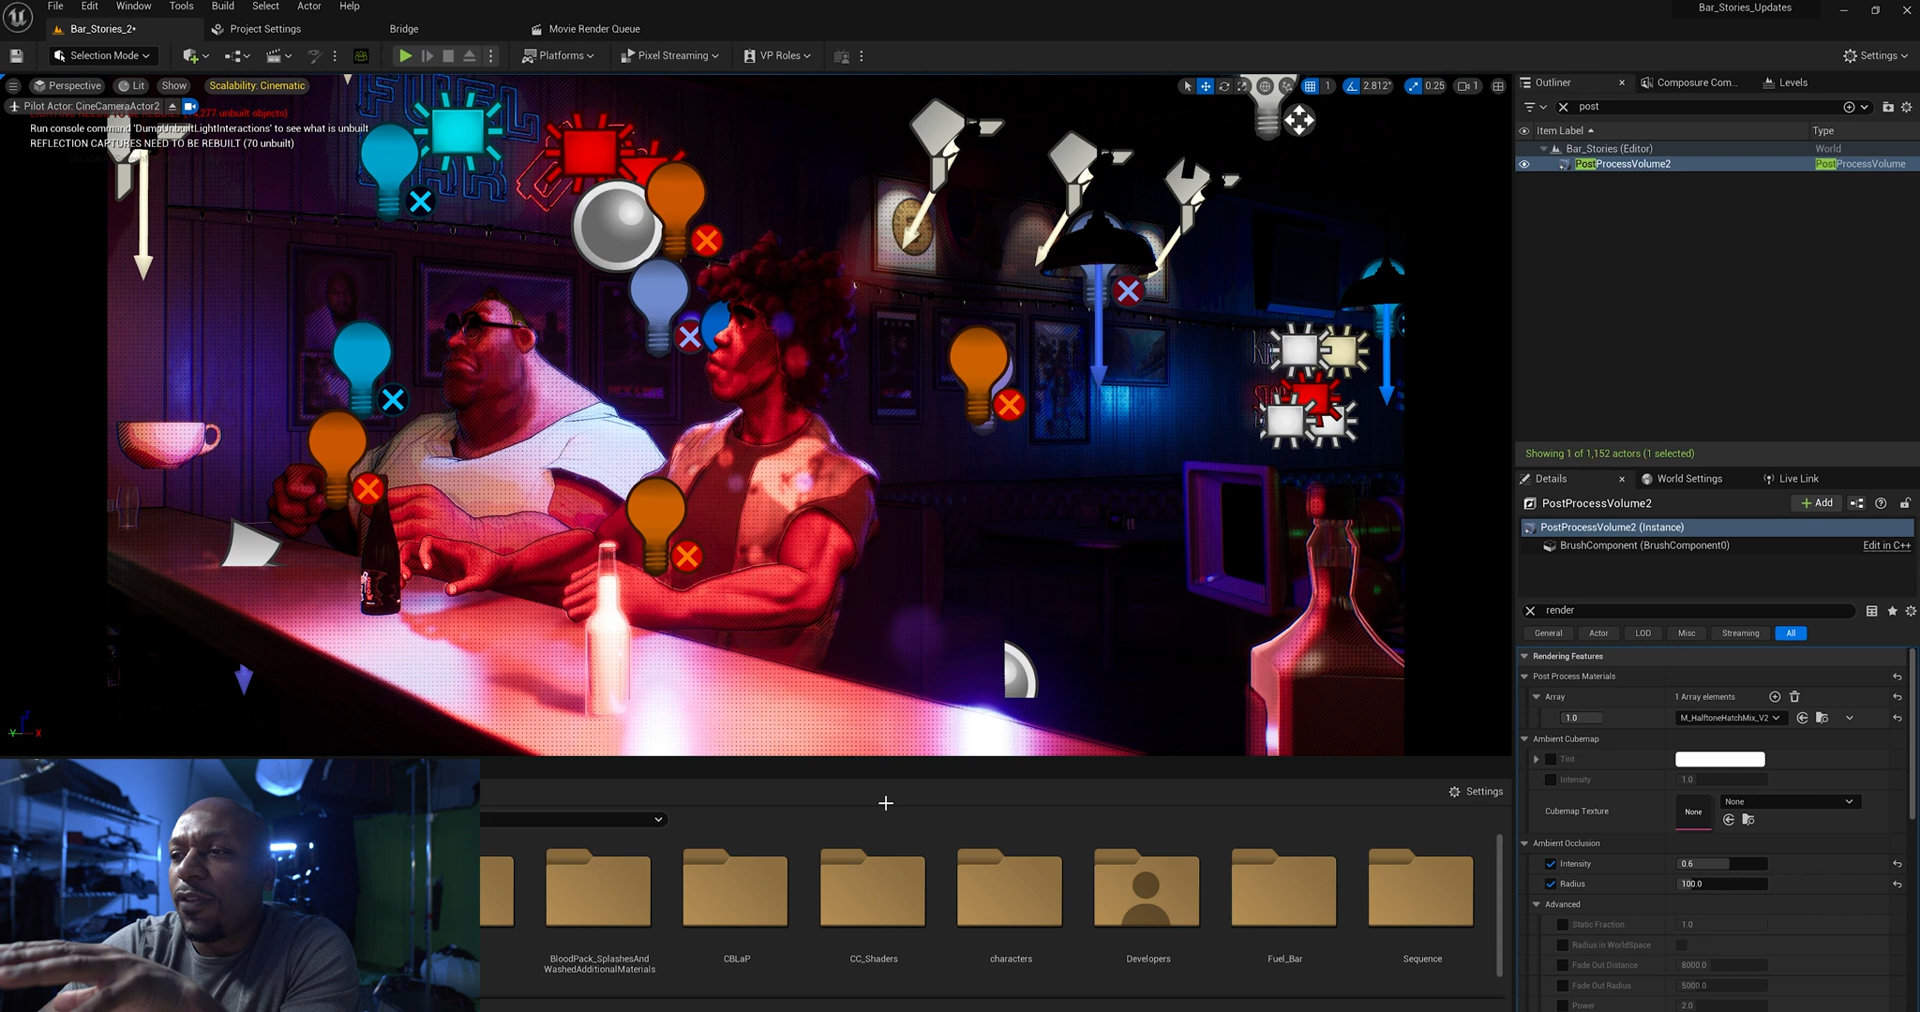 File Edit Window Tools Build Select Actor Help
Bar_Stories_Updates
Bar_Stories_2* Project Settings Bridge Movie Render Queue
Selection Mode Platforms Pixel Streaming VP Roles Settings
Perspective Lit Show Scalability: Cinematic
1 2.812° 0.25 1
Pilot Actor: CineCameraActor2
Run console command 'DumpUnbuiltLightInteractions' to see what is unbuilt
REFLECTION CAPTURES NEED TO BE REBUILT (70 unbuilt)
FUEL
BAR
Outliner Composure Com... Levels
post
Item Label Type
Bar_Stories (Editor) World
PostProcessVolume2 PostProcessVolume
Showing 1 of 1,152 actors (1 selected)
Details World Settings Live Link
PostProcessVolume2 Add
PostProcessVolume2 (Instance)
BrushComponent (BrushComponent0) Edit in C++
render
General Actor LOD Misc Streaming All
Rendering Features
Post Process Materials
Array 1 Array elements
1.0 M_HalftoneHatchMix_V2
Ambient Cubemap
Tint
Intensity 1.0
Cubemap Texture None None
Ambient Occlusion
Intensity 0.6
Radius 100.0
Advanced
Static Fraction 1.0
Radius in WorldSpace
Fade Out Distance 8000.0
Fade Out Radius 5000.0
Power 2.0
Settings
BloodPack_SplashesAnd
WashedAdditionalMaterials
CBLaP
CC_Shaders
characters
Developers
Fuel_Bar
Sequence